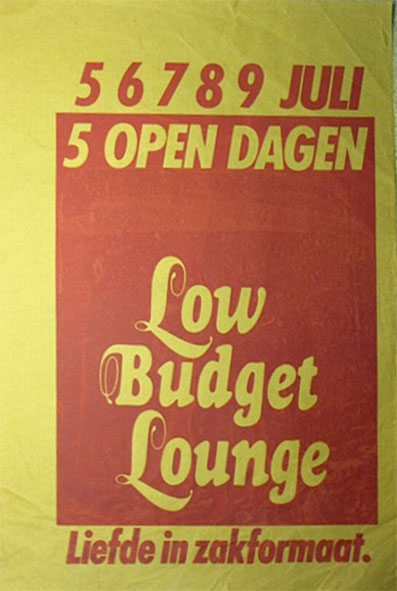 5 6 7 8 9 JULI
5 OPEN DAGEN
Low
Budget
Lounge
Liefde in zakformaat.